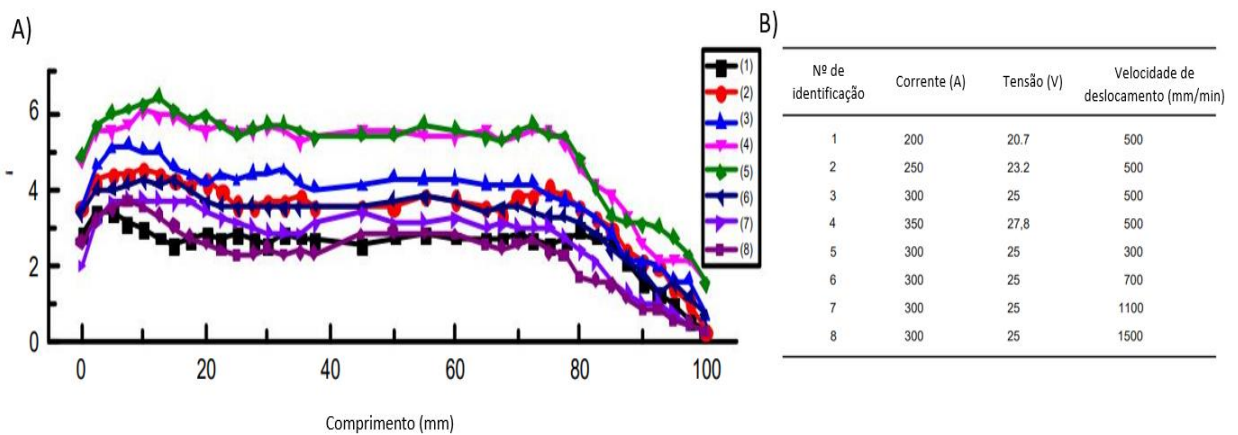 A)
6
4
2
0
0 20 40 60 80 100
Comprimento (mm)
(1)
(2)
(3)
(4)
(5)
(6)
(7)
(8)
B)
Nº de identificação Corrente (A) Tensão (V) Velocidade de deslocamento (mm/min)
1 200 20.7 500
2 250 23.2 500
3 300 25 500
4 350 27,8 500
5 300 25 300
6 300 25 700
7 300 25 1100
8 300 25 1500